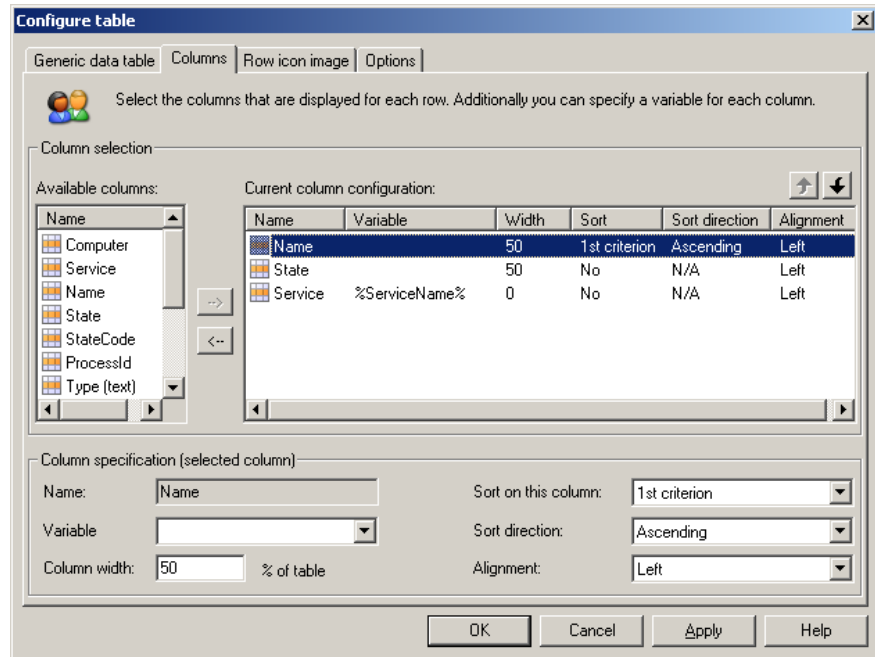 Configure table
Generic data table Columns Row icon image Options
Select the columns that are displayed for each row. Additionally you can specify a variable for each column.
Column selection
Available columns: Current column configuration:
Name
Computer
Service
Name
State
StateCode
ProcessId
Type (text)
-->
<--
Name Variable Width Sort Sort direction Alignment
Name 50 1st criterion Ascending Left
State 50 No N/A Left
Service %ServiceName% 0 No N/A Left
Column specification (selected column)
Name: Name Sort on this column: 1st criterion
Variable Sort direction: Ascending
Column width: 50 % of table Alignment: Left
OK Cancel Apply Help